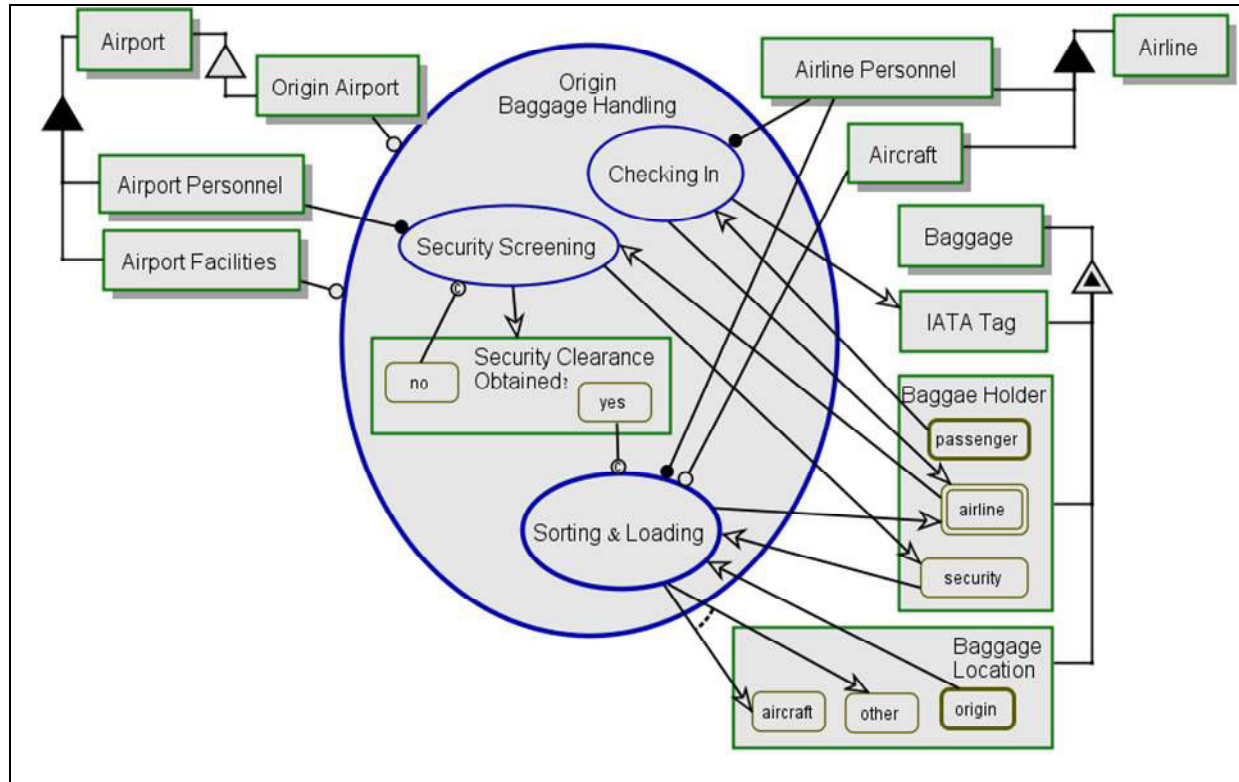 Airport
Origin Airport
Airport Personnel
Airport Facilities
Origin
Baggage Handling
Airline Personnel
Airline
Aircraft
Checking In
Security Screening
Baggage
IATA Tag
Security Clearance
Obtained?
no
yes
Baggae Holder
passenger
airline
security
Sorting & Loading
Baggage
Location
aircraft
other
origin
c
c